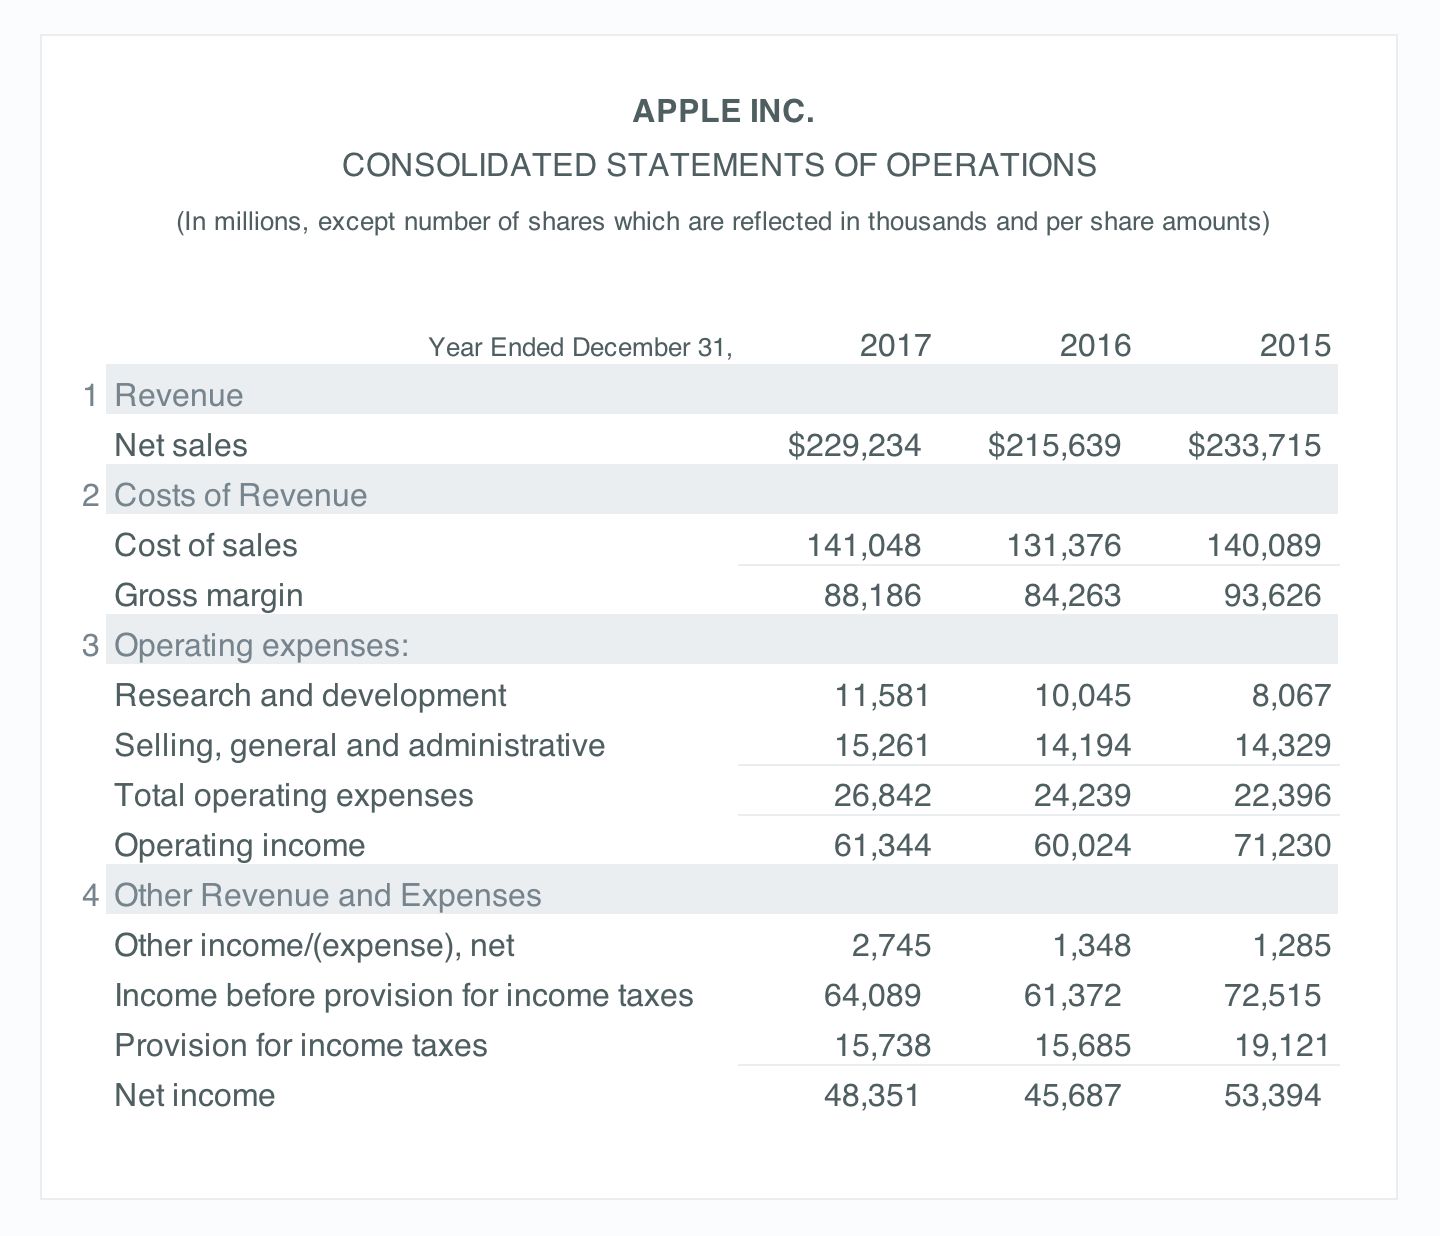 APPLE INC.
CONSOLIDATED STATEMENTS OF OPERATIONS
(In millions, except number of shares which are reflected in thousands and per share amounts)
Year Ended December 31, 2017 2016 2015
1 Revenue
Net sales $229,234 $215,639 $233,715
2 Costs of Revenue
Cost of sales 141,048 131,376 140,089
Gross margin 88,186 84,263 93,626
3 Operating expenses:
Research and development 11,581 10,045 8,067
Selling, general and administrative 15,261 14,194 14,329
Total operating expenses 26,842 24,239 22,396
Operating income 61,344 60,024 71,230
4 Other Revenue and Expenses
Other income/(expense), net 2,745 1,348 1,285
Income before provision for income taxes 64,089 61,372 72,515
Provision for income taxes 15,738 15,685 19,121
Net income 48,351 45,687 53,394